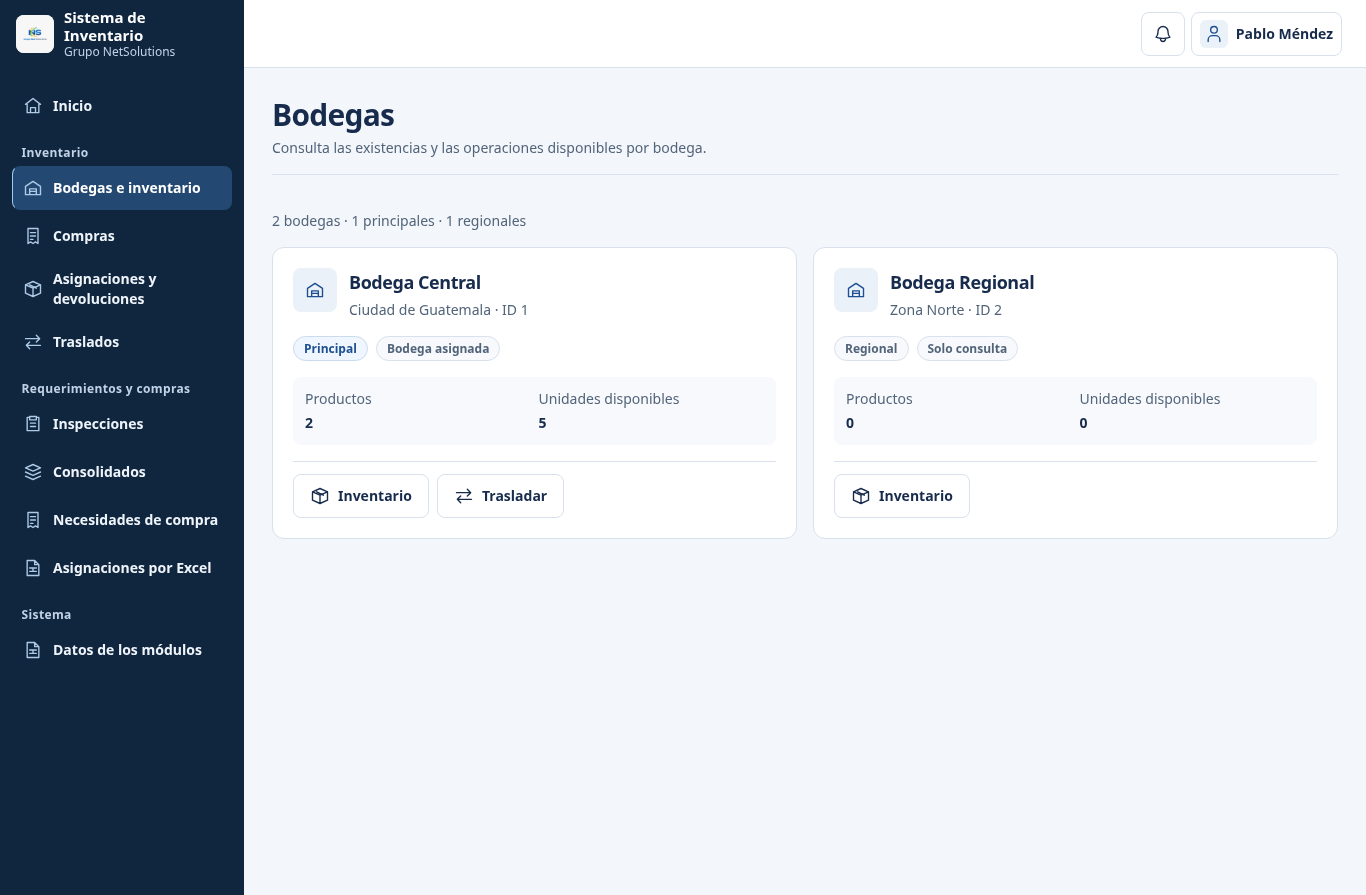 Sistema de
Inventario
Grupo NetSolutions
Inicio
Inventario
Bodegas e inventario
Compras
Asignaciones y
devoluciones
Traslados
Requerimientos y compras
Inspecciones
Consolidados
Necesidades de compra
Asignaciones por Excel
Sistema
Datos de los módulos
Pablo Méndez
Bodegas
Consulta las existencias y las operaciones disponibles por bodega.
2 bodegas · 1 principales · 1 regionales
Bodega Central
Ciudad de Guatemala · ID 1
Principal
Bodega asignada
Productos
Unidades disponibles
2
5
Inventario
Trasladar
Bodega Regional
Zona Norte · ID 2
Regional
Solo consulta
Productos
Unidades disponibles
0
0
Inventario